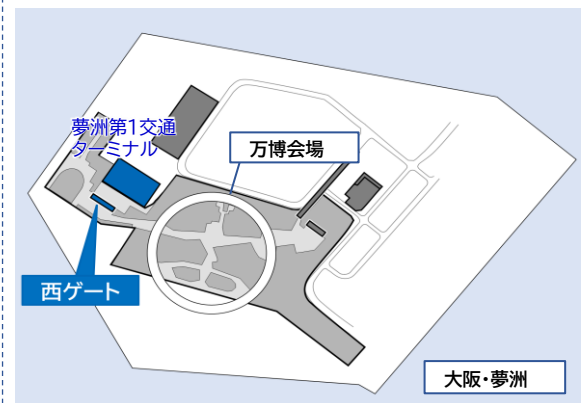 夢洲第1交通
ターミナル
万博会場
西ゲート
大阪・夢洲